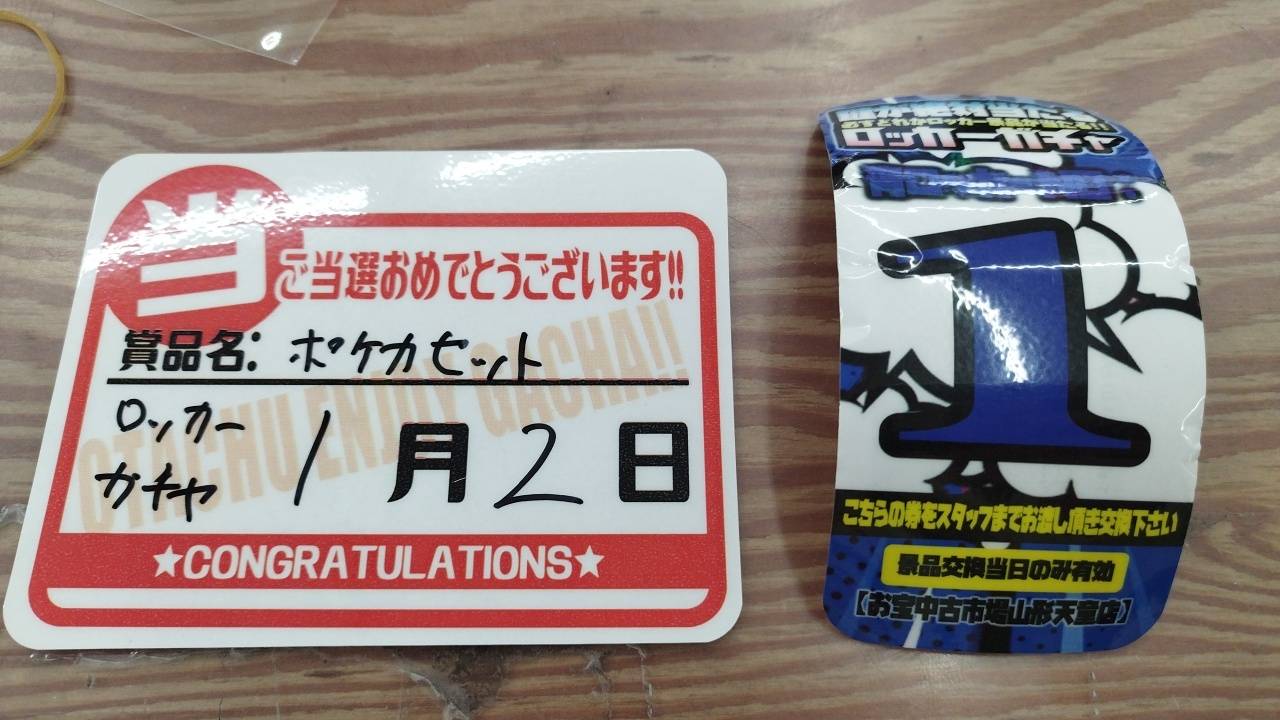 当
ご当選おめでとうございます!!
賞品名: ポケカセット
OTACHU ENJOY GACHA!!
ロッカー
ガチャ
1月2日
★CONGRATULATIONS★
ロッカーガチャ
1
こちらの券をスタッフまでお渡し頂き交換下さい
景品交換当日のみ有効
【お宝中古市場山形天童店】